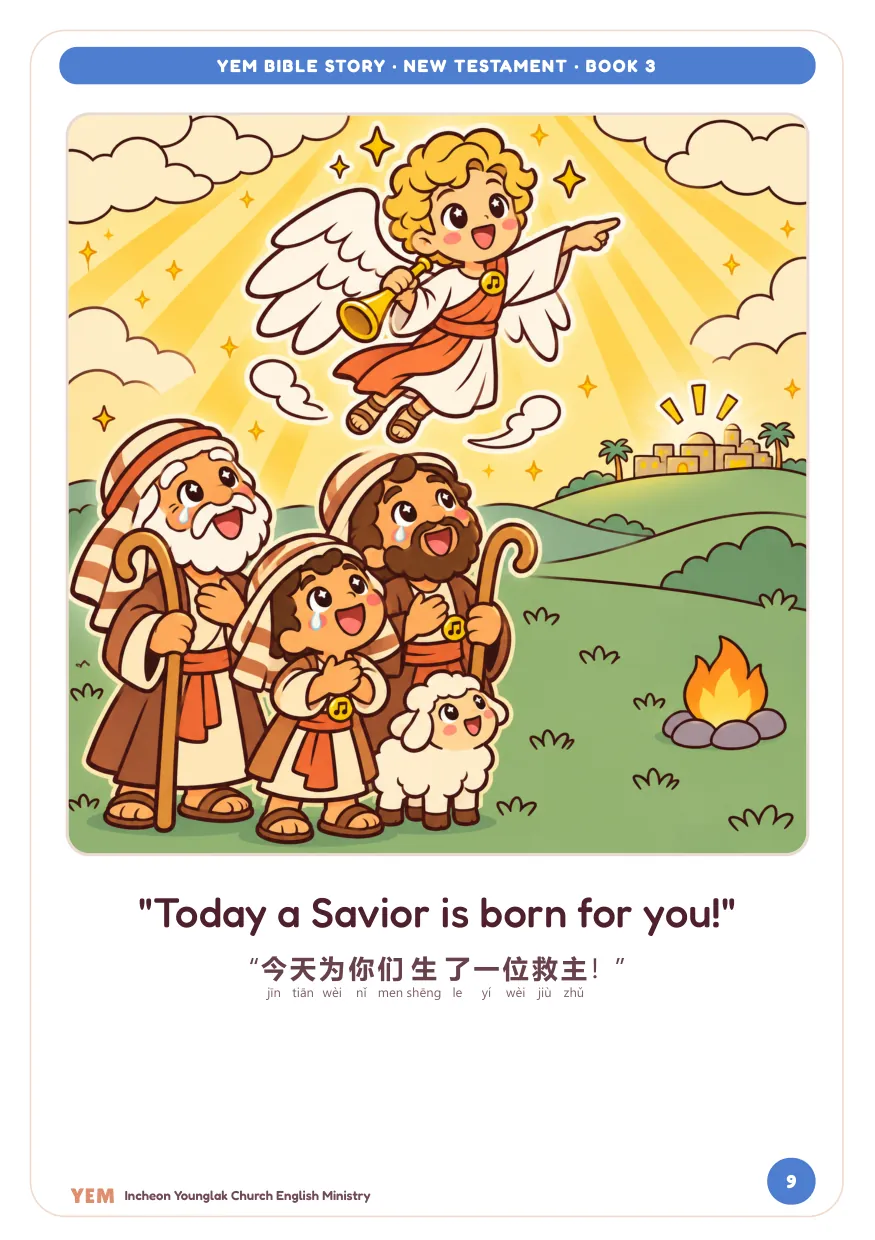 YEM BIBLE STORY · NEW TESTAMENT · BOOK 3
"Today a Savior is born for you!"
“今天为你们生了一位救主！”
jīn tiān wèi nǐ men shēng le yí wèi jiù zhǔ
YEM Incheon Younglak Church English Ministry
9